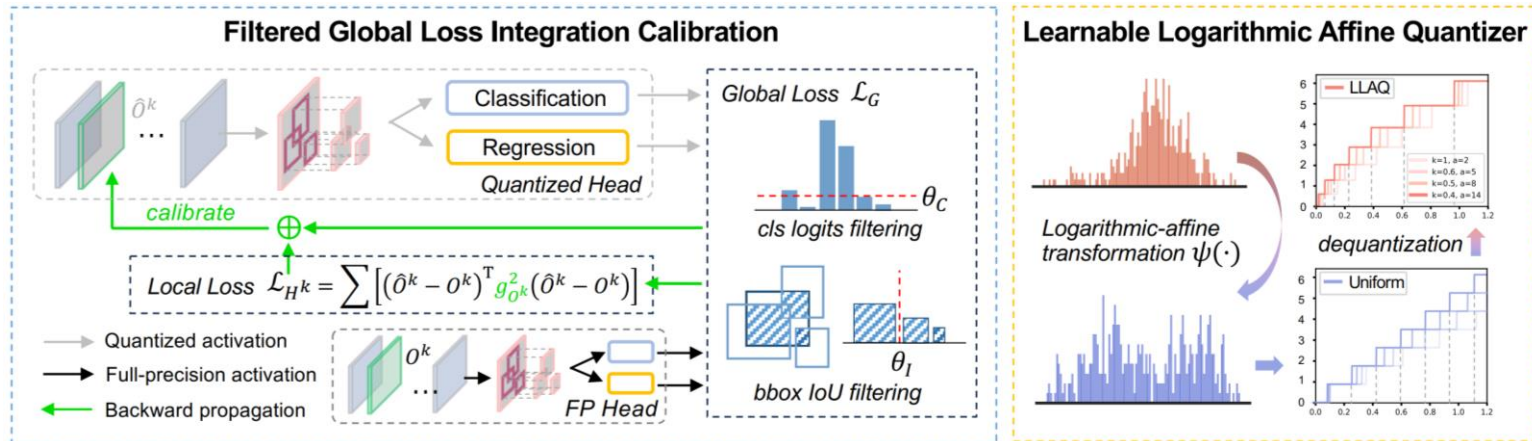 Filtered Global Loss Integration Calibration
Ô^k
...
Classification
Regression
Quantized Head
calibrate
⊕
Local Loss ℒ_{H^k} = ∑ [(Ô^k − O^k)^T g²_{O^k} (Ô^k − O^k)]
Quantized activation
Full-precision activation
Backward propagation
O^k
...
FP Head
Global Loss ℒ_G
θ_C
cls logits filtering
θ_I
bbox IoU filtering
Learnable Logarithmic Affine Quantizer
Logarithmic-affine
transformation ψ(·)
LLAQ
6
5
4
3
2
1
0
k=1, a=2
k=0.6, a=5
k=0.5, a=8
k=0.4, a=14
0.0 0.2 0.4 0.6 0.8 1.0 1.2
dequantization
Uniform
6
5
4
3
2
1
0
0.0 0.2 0.4 0.6 0.8 1.0 1.2